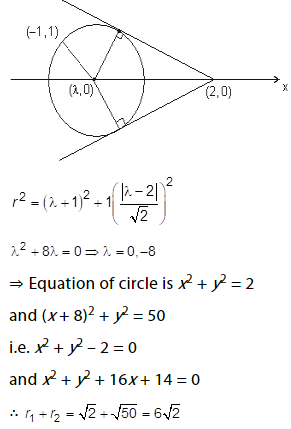 (−1,1)
(λ,0)
(2,0)
x
r² = (λ + 1)² + 1(|λ − 2|/√2)²
λ² + 8λ = 0 ⇒ λ = 0, −8
⇒ Equation of circle is x² + y² = 2
and (x + 8)² + y² = 50
i.e. x² + y² − 2 = 0
and x² + y² + 16x + 14 = 0
∴ r₁ + r₂ = √2 + √50 = 6√2